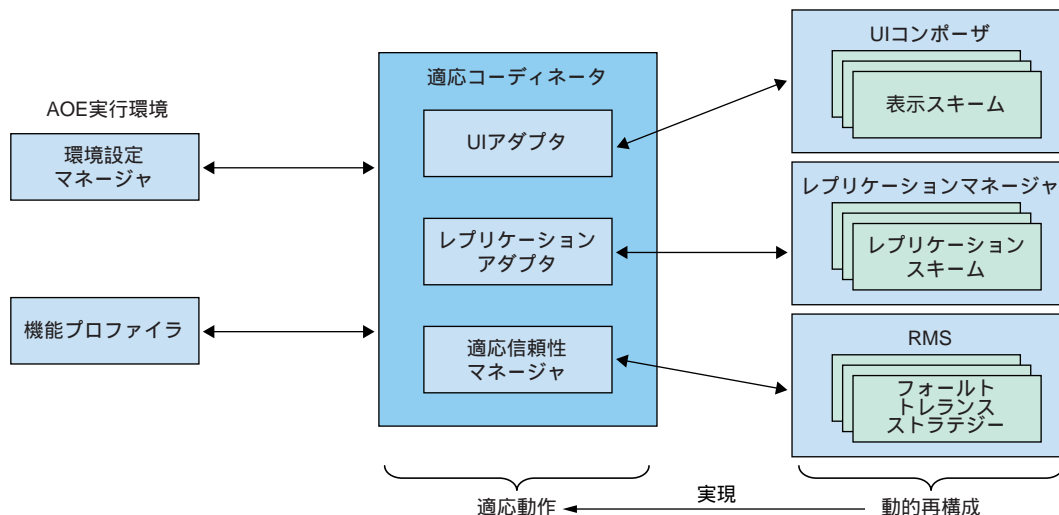 AOE実行環境
環境設定
マネージャ
機能プロファイラ
適応コーディネータ
UIアダプタ
レプリケーション
アダプタ
適応信頼性
マネージャ
UIコンポーザ
表示スキーム
レプリケーションマネージャ
レプリケーション
スキーム
RMS
フォールト
トレランス
ストラテジー
適応動作
実現
動的再構成